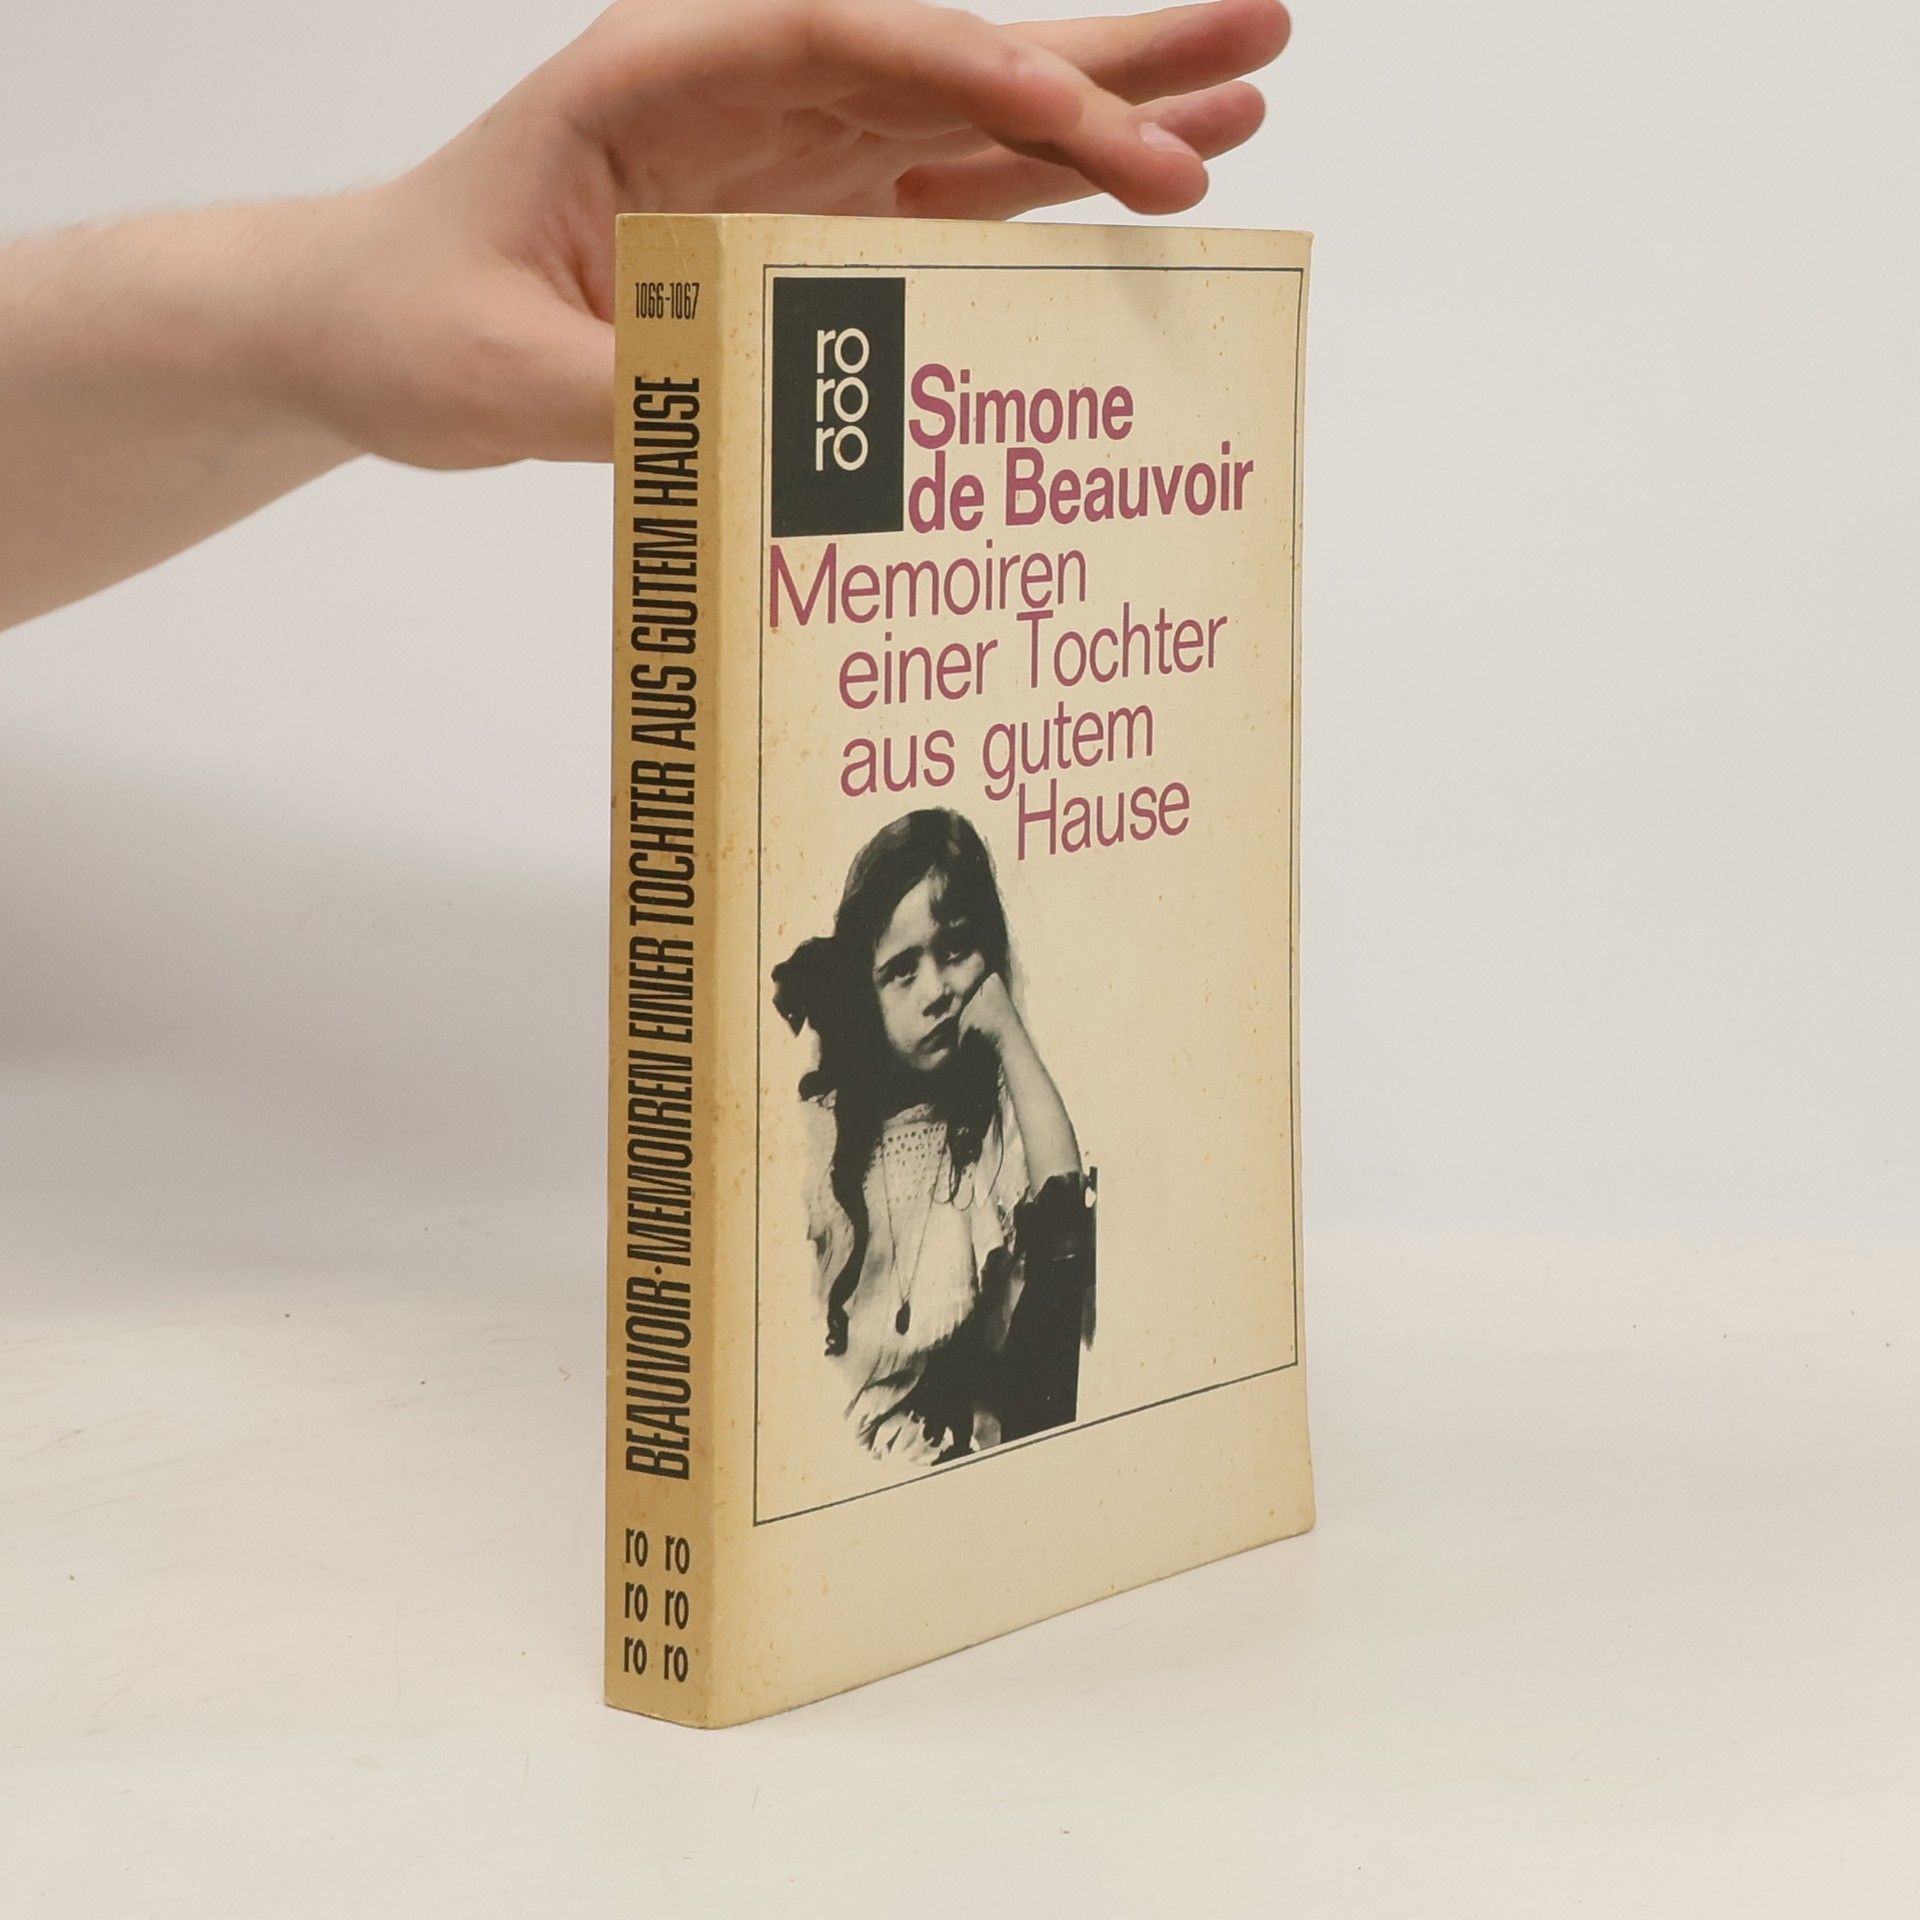 1066-1067
BEAUVOIR·MEMOIREN EINER TOCHTER AUS GUTEM HAUSE
ro ro
ro ro
ro ro
ro
ro
ro
Simone
de Beauvoir
Memoiren
einer Tochter
aus gutem
Hause